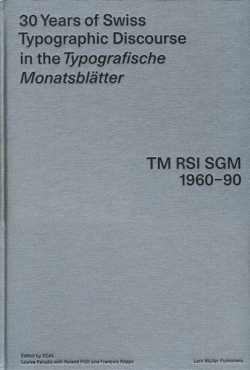 30 Years of Swiss
Typographic Discourse
in the Typografische
Monatsblätter
TM RSI SGM
1960–90
Edited by ECAL
Louise Paradis with Roland Früh and François Rappo
Lars Müller Publishers